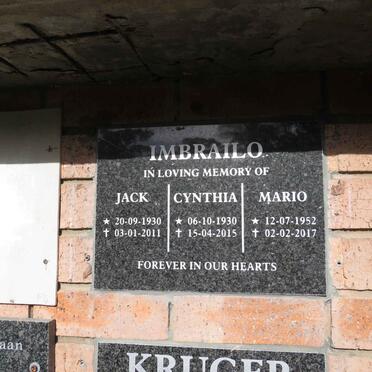 IMBRAILO
IN LOVING MEMORY OF
JACK CYNTHIA MARIO
★ 20-09-1930 ★ 06-10-1930 ★ 12-07-1952
✝ 03-01-2011 ✝ 15-04-2015 ✝ 02-02-2017
FOREVER IN OUR HEARTS
aan
KRUGER